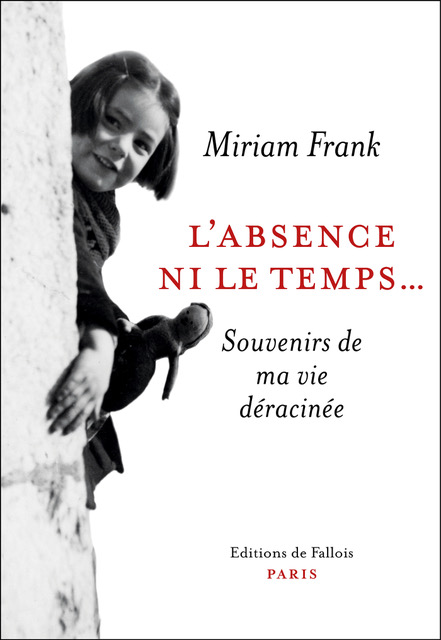 Miriam Frank
L'ABSENCE
NI LE TEMPS...
Souvenirs de
ma vie
déracinée
Editions de Fallois
PARIS